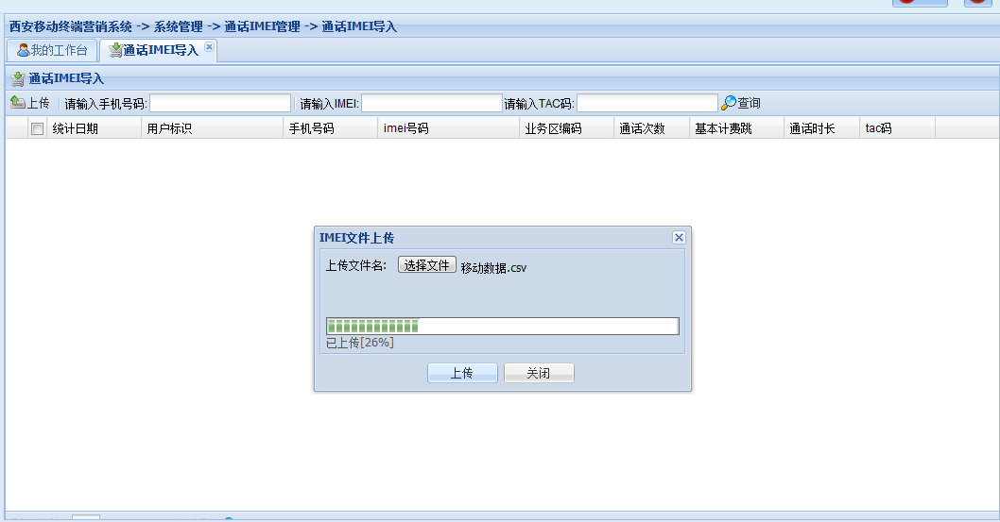 西安移动终端营销系统 -> 系统管理 -> 通话IMEI管理 -> 通话IMEI导入
我的工作台 通话IMEI导入
通话IMEI导入
上传 请输入手机号码: 请输入IMEI: 请输入TAC码: 查询
统计日期 用户标识 手机号码 imei号码 业务区编码 通话次数 基本计费跳 通话时长 tac码
IMEI文件上传
上传文件名: 选择文件 移动数据.csv
已上传[26%]
上传 关闭